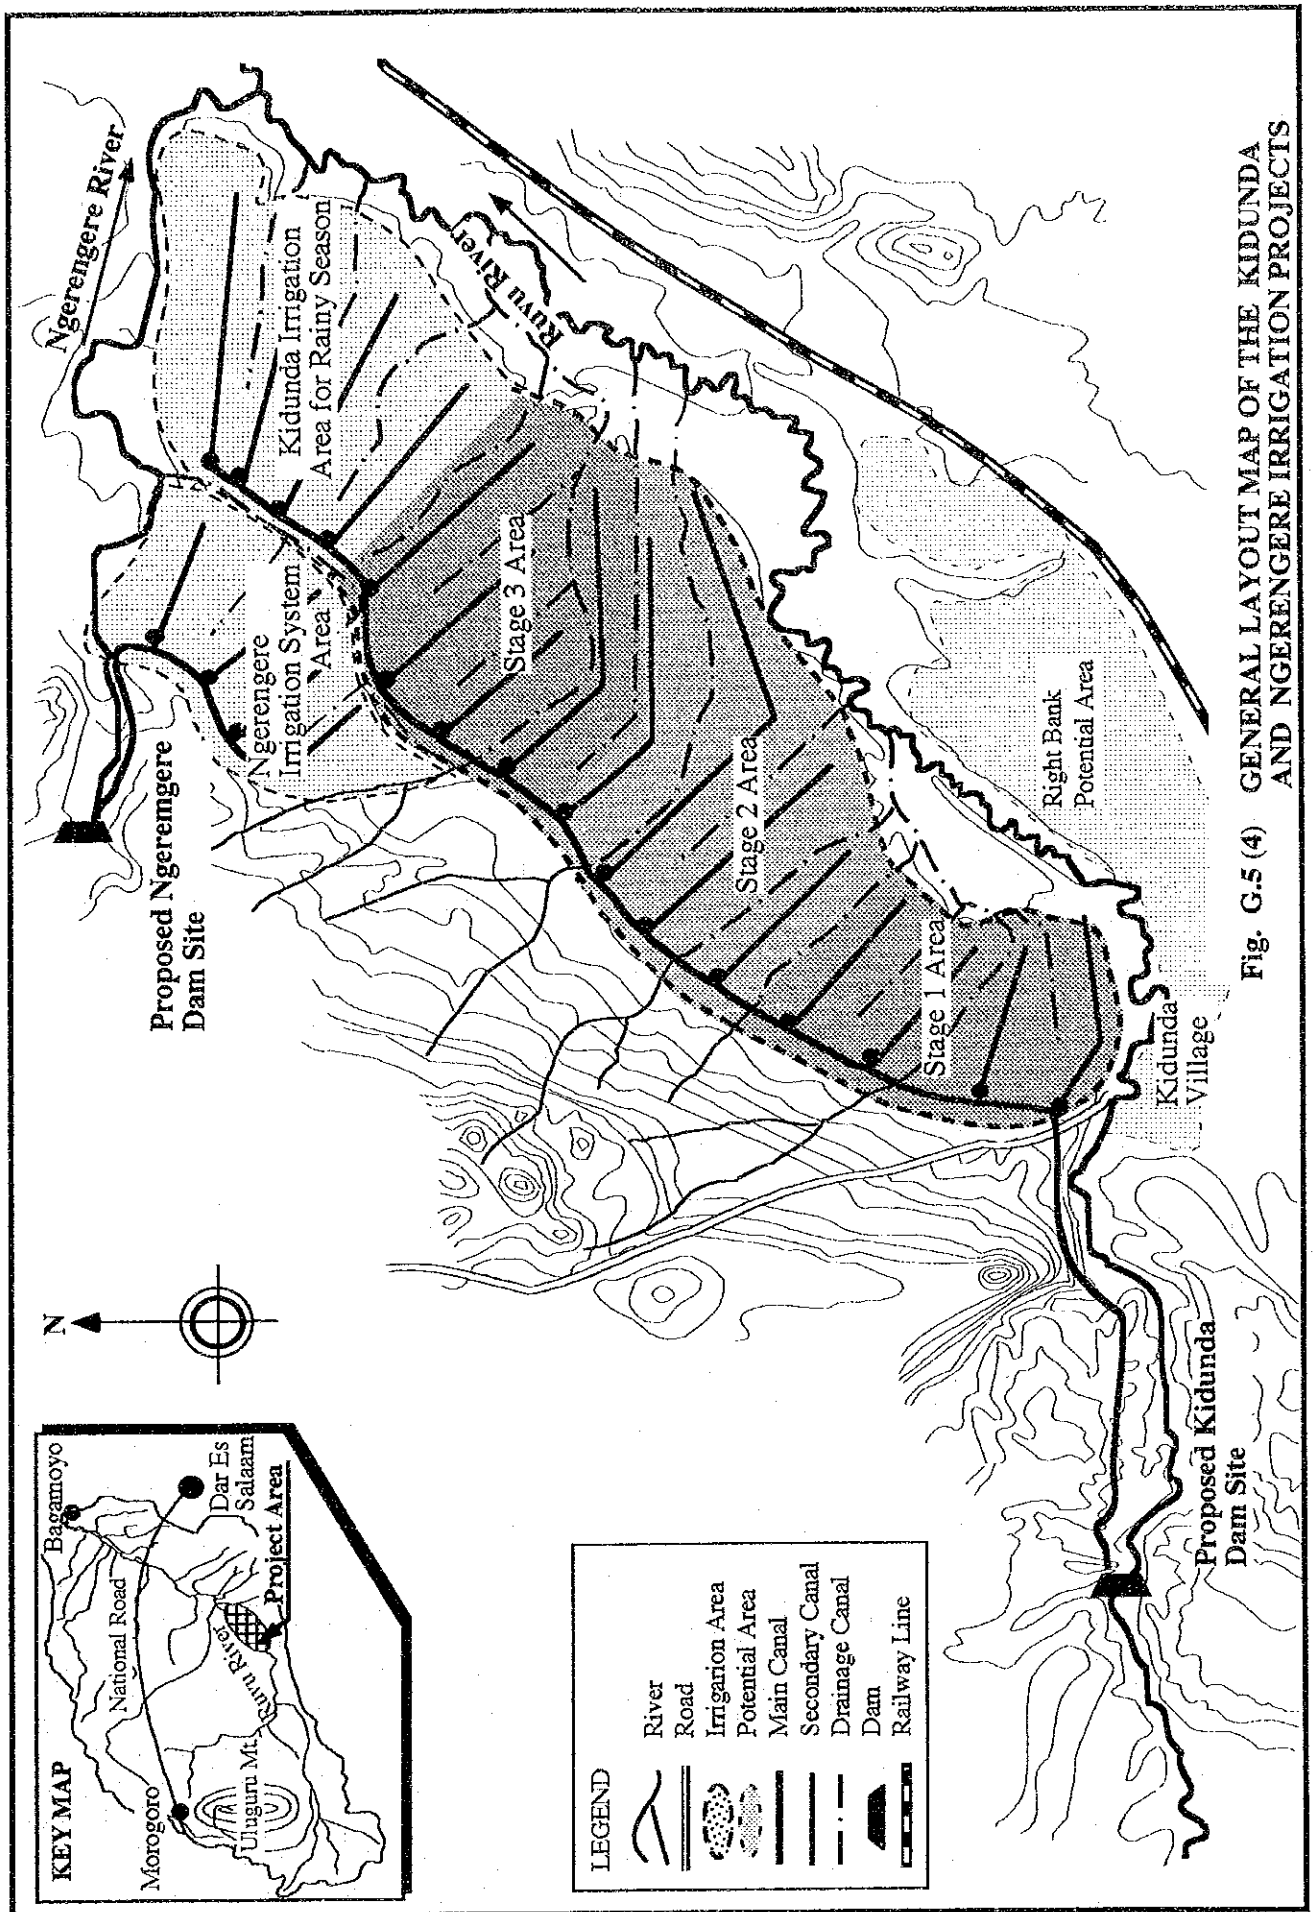 KEY MAP
Bagamoyo
Morogoro
National Road
Dar Es
Salaam
Uluguru Mt.
Ruvu River
Project Area
N
LEGEND
River
Road
Irrigarion Area
Potential Area
Main Canal
Secondary Canal
Drainage Canal
Dam
Railway Line
Proposed Ngeremgere
Dam Site
Ngerengere River
Ngerengere
Irrigation System
Area
Kidunda Irrigation
Area for Rainy Season
Ruvu River
Stage 3 Area
Stage 2 Area
Stage 1 Area
Right Bank
Potential Area
Kidunda
Village
Proposed Kidunda
Dam Site
Fig. G.5 (4) GENERAL LAYOUT MAP OF THE KIDUNDA
AND NGERENGERE IRRIGATION PROJECTS